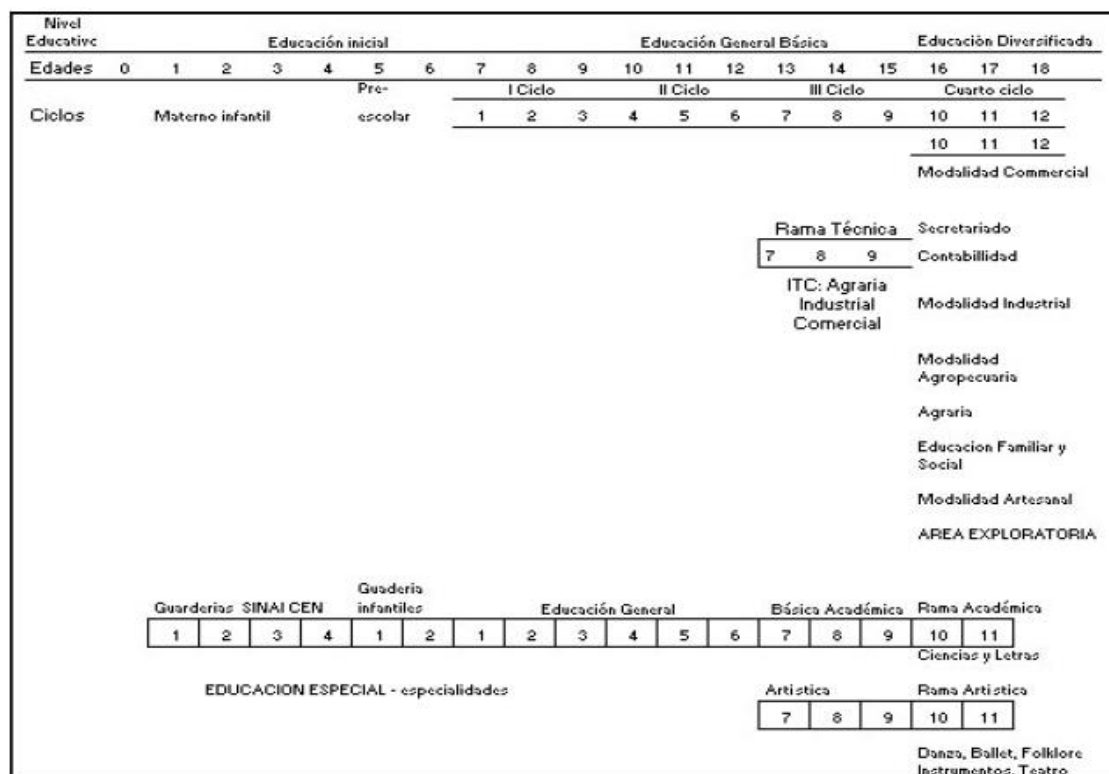 Nivel
Educativc Educación inicial Educación General Básica Educación Diversificada
Edades 0 1 2 3 4 5 6 7 8 9 10 11 12 13 14 15 16 17 18
Pre- I Ciclo II Ciclo III Ciclo Cuarto ciclo
Ciclos Materno infantil escolar 1 2 3 4 5 6 7 8 9 10 11 12
10 11 12
Modalidad Commercial
Rama Técnica Secretariado
7 8 9 Contabillidad
ITC: Agraria
Industrial Modalidad Industrial
Comercial
Modalidad
Agropecuaria
Agraria
Educacion Familiar y
Social
Modalidad Artesanal
AREA EXPLORATORIA
Guaderia
Guarderias SINAI CEN infantiles Educación General Básica Académica Rama Académica
1 2 3 4 1 2 1 2 3 4 5 6 7 8 9 10 11
Ciencias y Letras
EDUCACION ESPECIAL - especialidades Artistica Rama Artistica
7 8 9 10 11
Danza, Ballet, Folklore
Instrumentos, Teatro